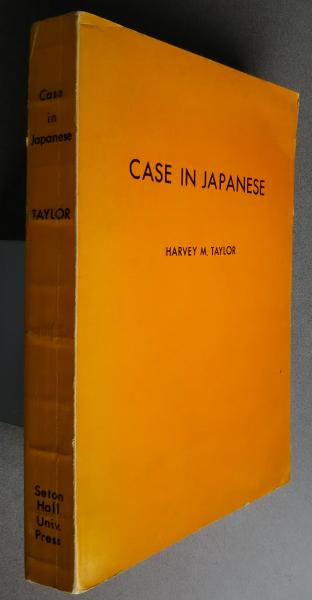 Case
in
Japanese
TAYLOR
Seton
Hall
Univ.
Press
CASE IN JAPANESE
HARVEY M. TAYLOR